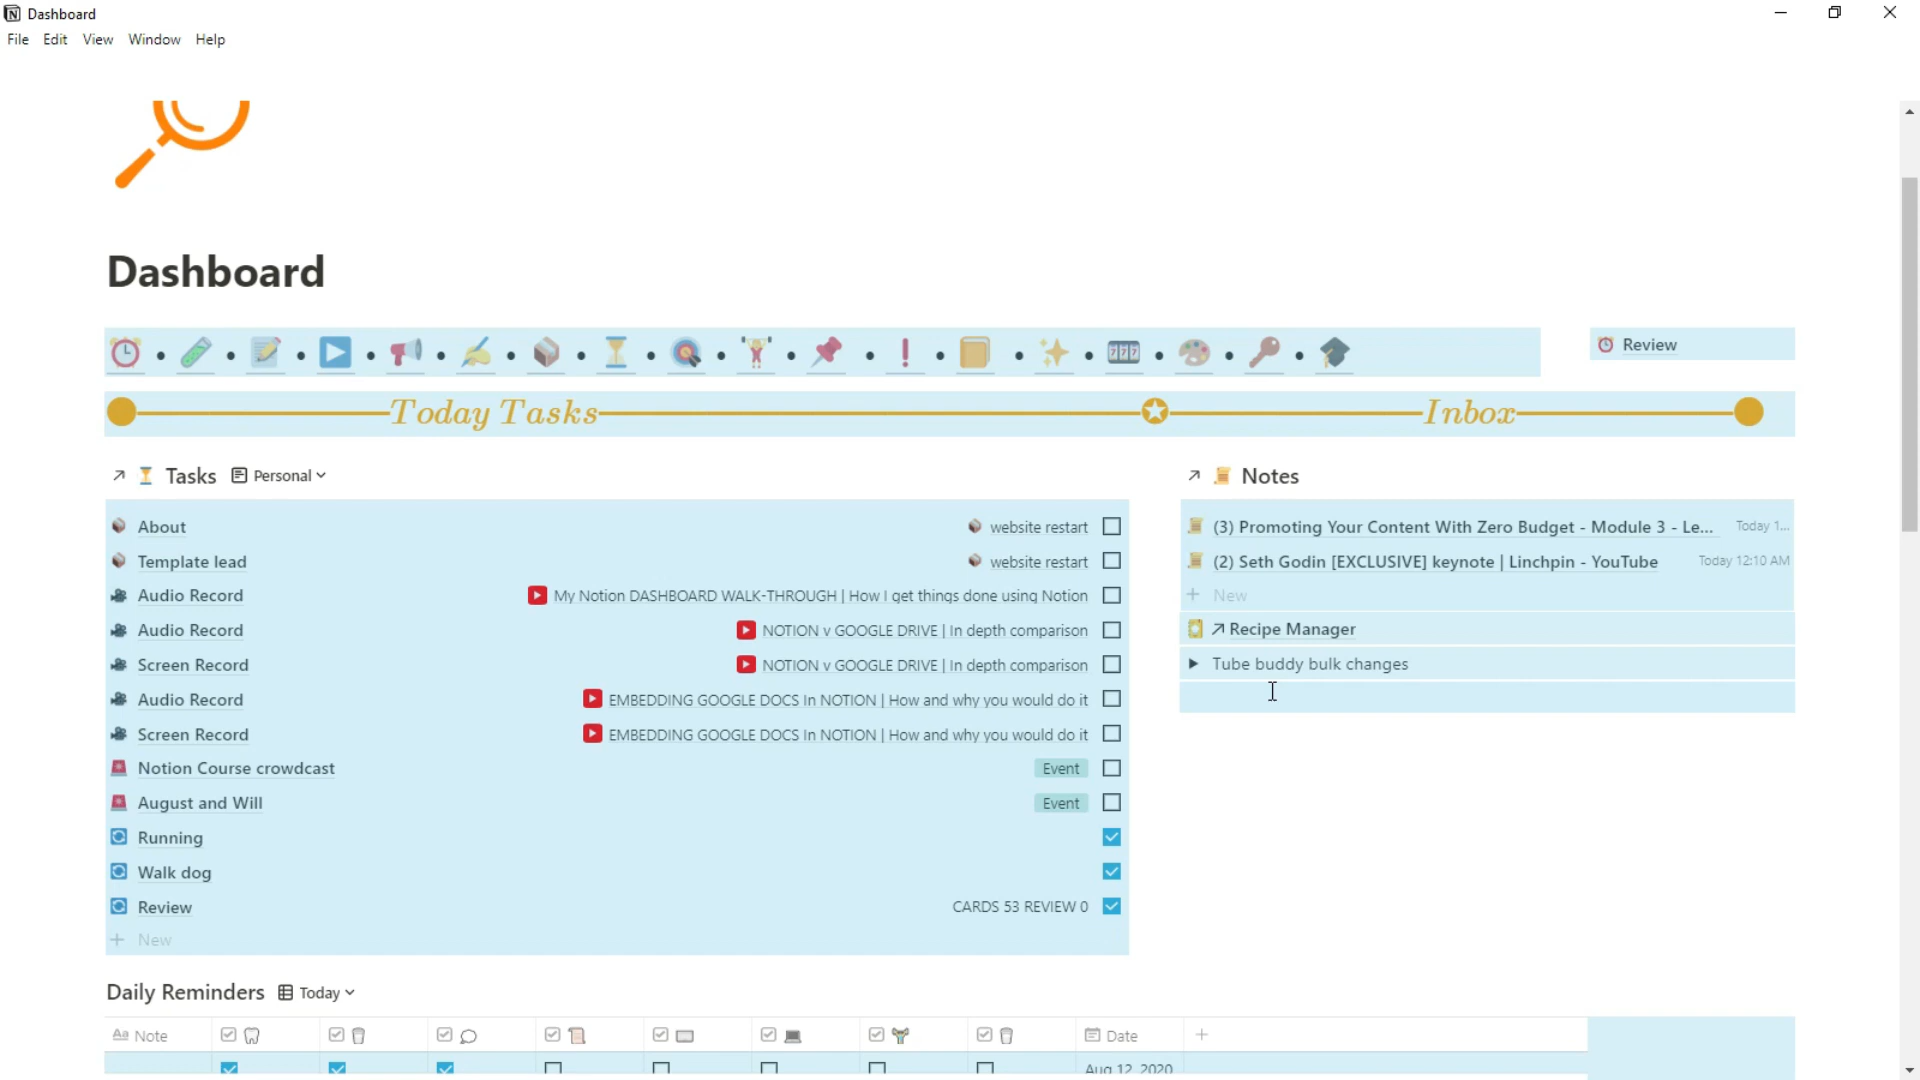 Dashboard
File Edit View Window Help
Dashboard
Review
Today Tasks Inbox
Tasks Personal
Notes
About website restart
Template lead website restart
Audio Record My Notion DASHBOARD WALK-THROUGH | How I get things done using Notion
Audio Record NOTION v GOOGLE DRIVE | In depth comparison
Screen Record NOTION v GOOGLE DRIVE | In depth comparison
Audio Record EMBEDDING GOOGLE DOCS In NOTION | How and why you would do it
Screen Record EMBEDDING GOOGLE DOCS In NOTION | How and why you would do it
Notion Course crowdcast Event
August and Will Event
Running
Walk dog
Review CARDS 53 REVIEW 0
+ New
(3) Promoting Your Content With Zero Budget - Module 3 - Le... Today 1...
(2) Seth Godin [EXCLUSIVE] keynote | Linchpin - YouTube Today 12:10 AM
+ New
Recipe Manager
Tube buddy bulk changes
Daily Reminders Today
Aa Note Date +
Aug 12, 2020